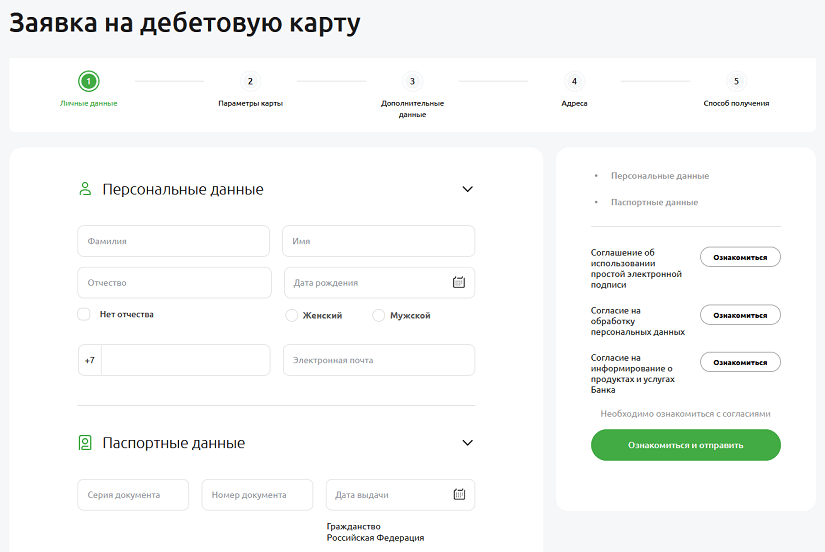 Заявка на дебетовую карту
1
2
3
4
5
Личные данные
Параметры карты
Дополнительные
данные
Адреса
Способ получения
Персональные данные
Фамилия
Имя
Отчество
Дата рождения
Нет отчества
Женский
Мужской
+7
Электронная почта
Паспортные данные
Серия документа
Номер документа
Дата выдачи
Гражданство
Российская Федерация
Персональные данные
Паспортные данные
Соглашение об
использовании
простой электронной
подписи
Ознакомиться
Согласие на
обработку
персональных данных
Ознакомиться
Согласие на
информирование о
продуктах и услугах
Банка
Ознакомиться
Необходимо ознакомиться с согласиями
Ознакомиться и отправить